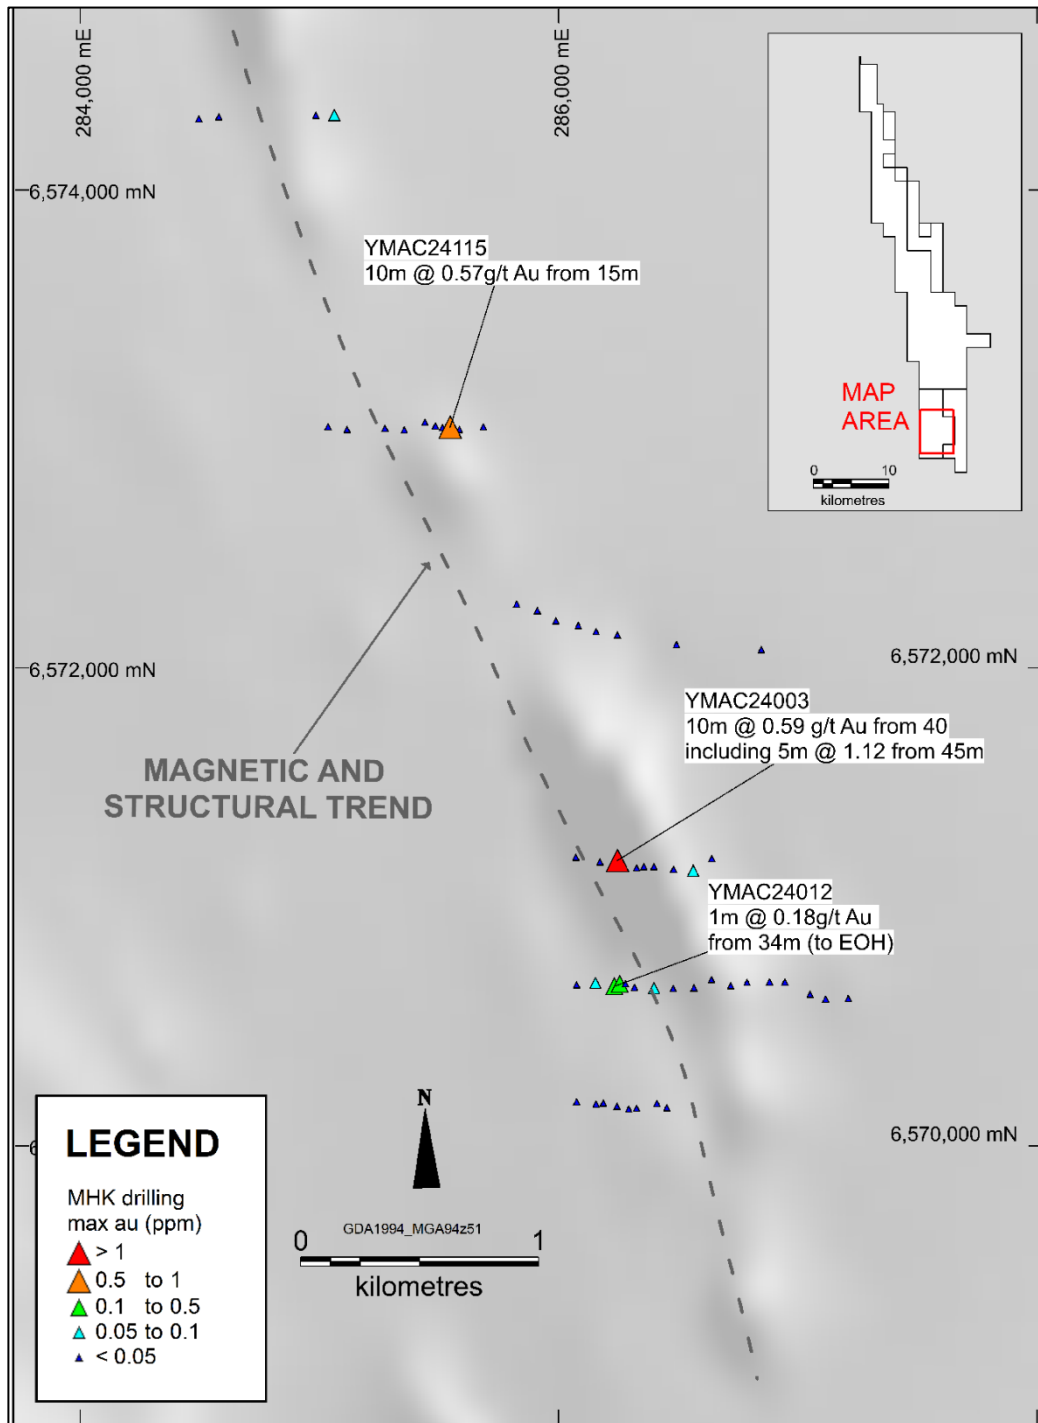 284,000 mE
286,000 mE
6,574,000 mN
YMAC24115
10m @ 0.57g/t Au from 15m
MAP
AREA
0 10
kilometres
6,572,000 mN
6,572,000 mN
YMAC24003
10m @ 0.59 g/t Au from 40
including 5m @ 1.12 from 45m
MAGNETIC AND
STRUCTURAL TREND
YMAC24012
1m @ 0.18g/t Au
from 34m (to EOH)
6,570,000 mN
N
GDA1994_MGA94z51
0 1
kilometres
LEGEND
MHK drilling
max au (ppm)
> 1
0.5 to 1
0.1 to 0.5
0.05 to 0.1
< 0.05